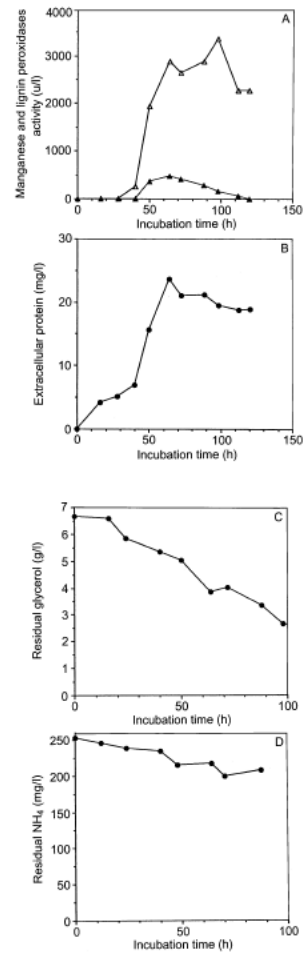 A
Manganese and lignin peroxidases
activity (u/l)
4000
3000
2000
1000
0
0
50
100
150
Incubation time (h)
B
Extracellular protein (mg/l)
30
20
10
0
0
50
100
150
Incubation time (h)
C
Residual glycerol (g/l)
7
6
5
4
3
2
1
0
0
50
100
Incubation time (h)
D
Residual NH₄ (mg/l)
250
200
150
100
50
0
0
50
100
Incubation time (h)